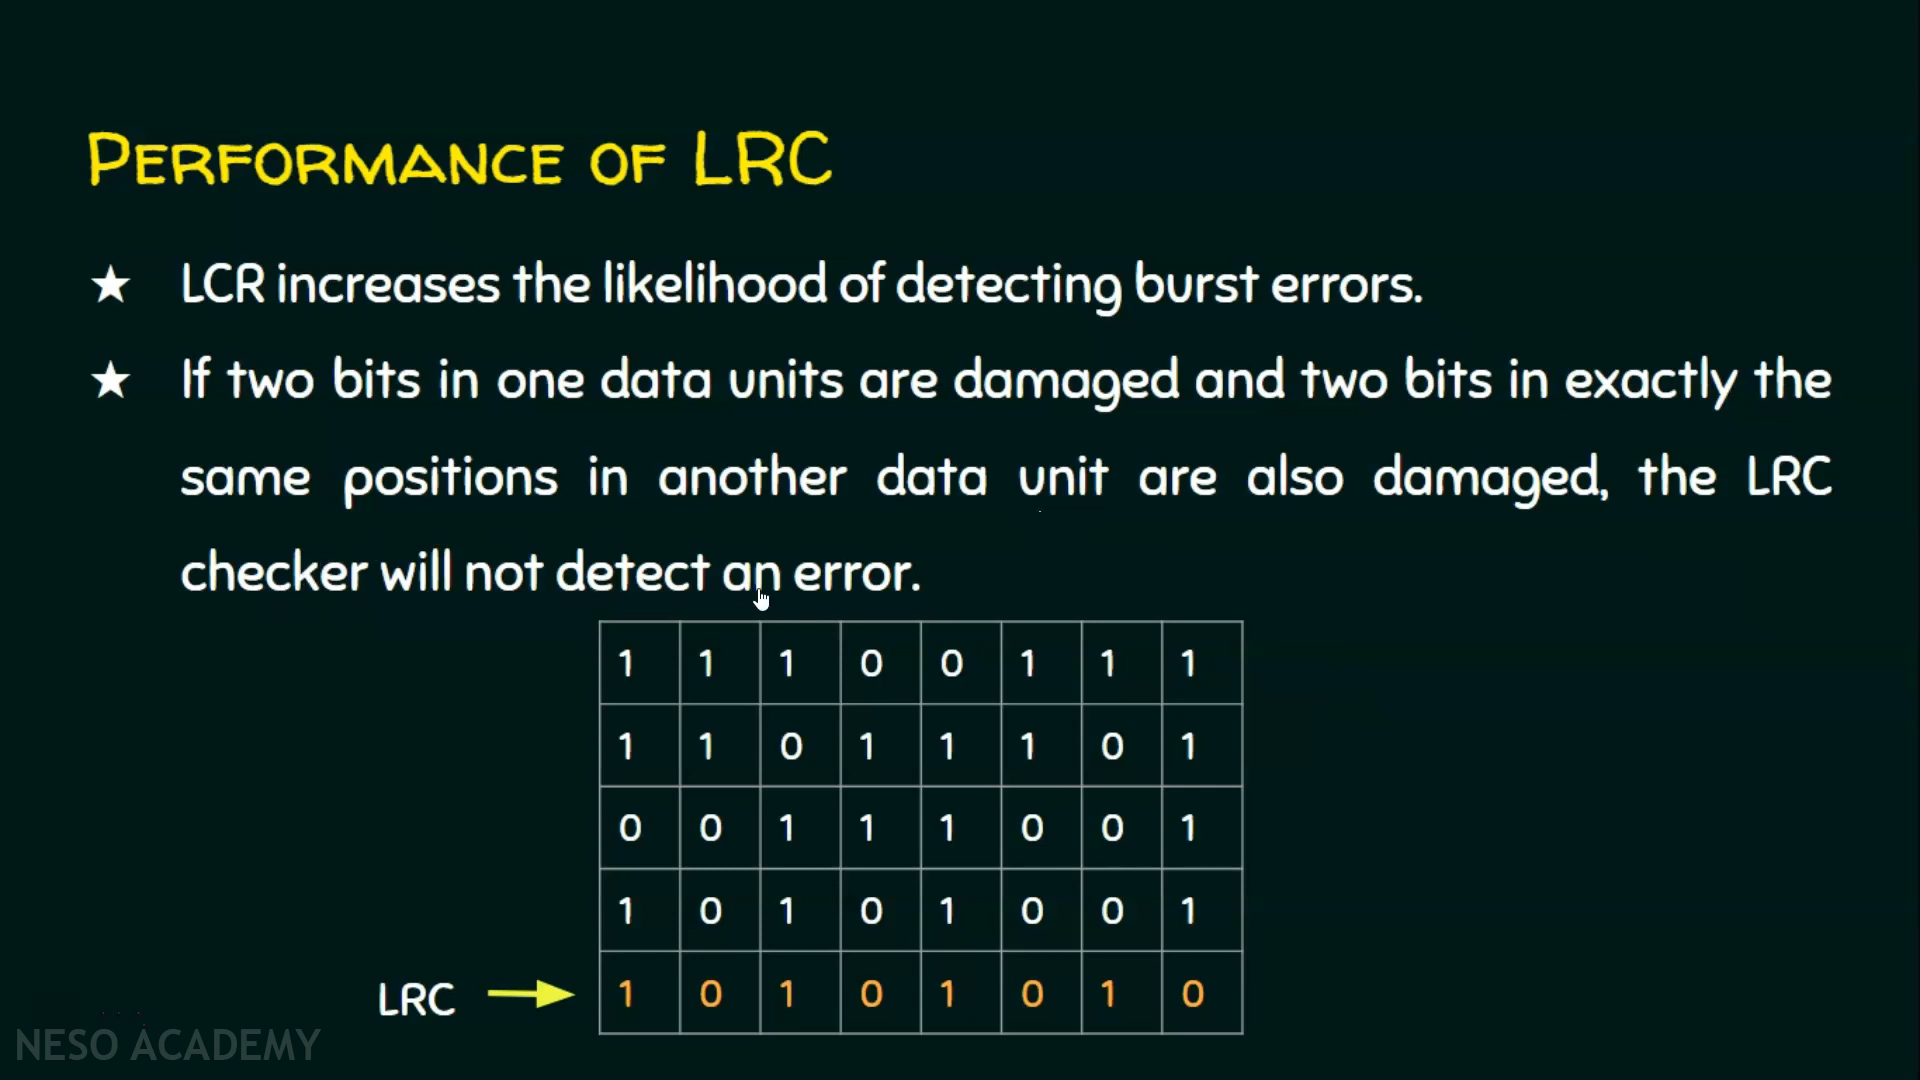 PERFORMANCE OF LRC
★ LCR increases the likelihood of detecting burst errors.
★ If two bits in one data units are damaged and two bits in exactly the
same positions in another data unit are also damaged, the LRC
checker will not detect an error.
1 1 1 0 0 1 1 1
1 1 0 1 1 1 0 1
0 0 1 1 1 0 0 1
1 0 1 0 1 0 0 1
LRC 1 0 1 0 1 0 1 0
NESO ACADEMY